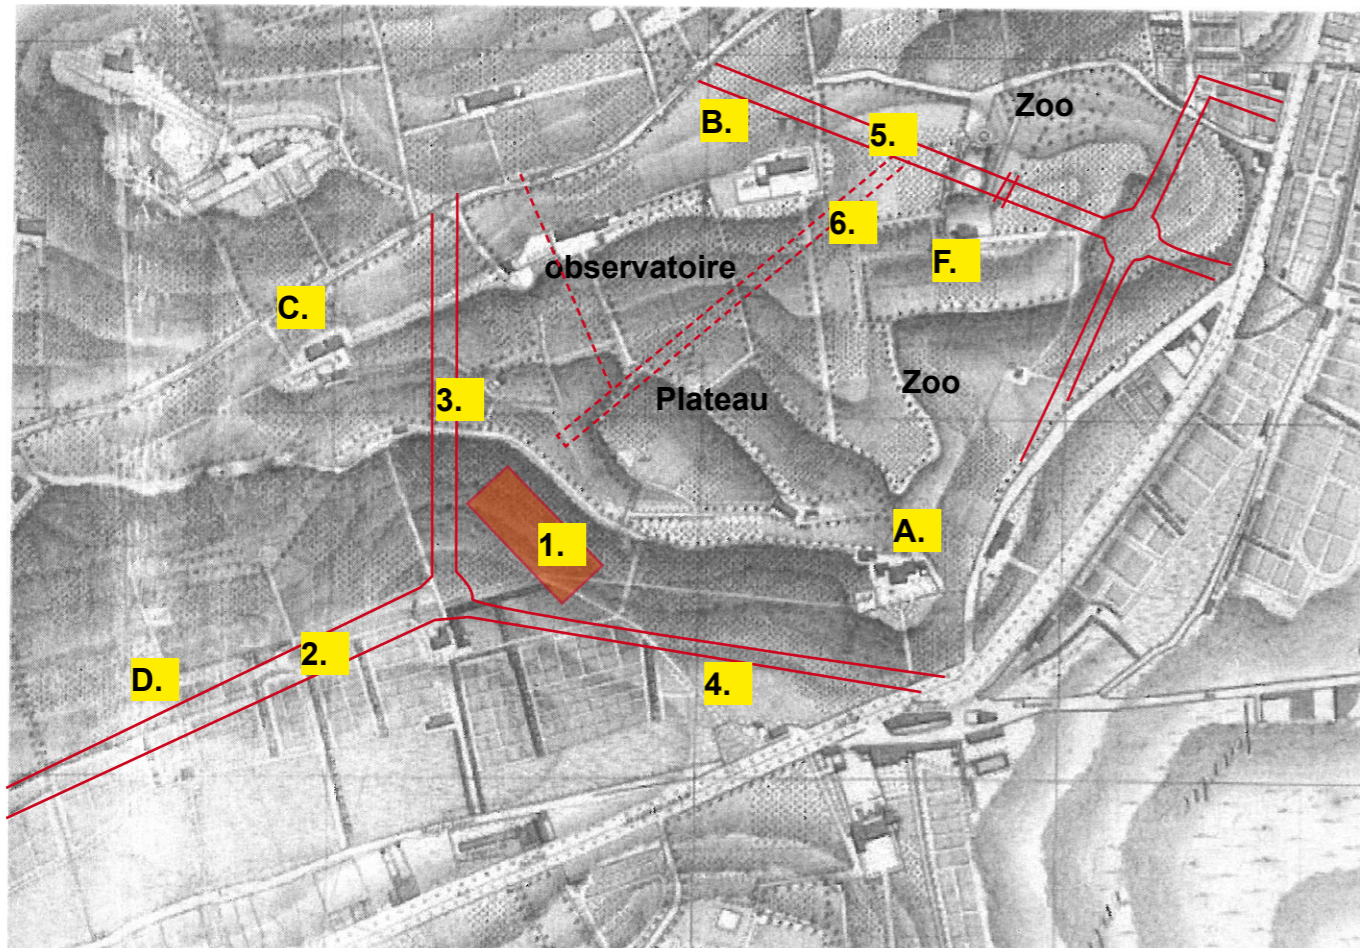 Zoo
B.
5.
6.
F.
observatoire
C.
Zoo
3.
Plateau
A.
1.
2.
D.
4.